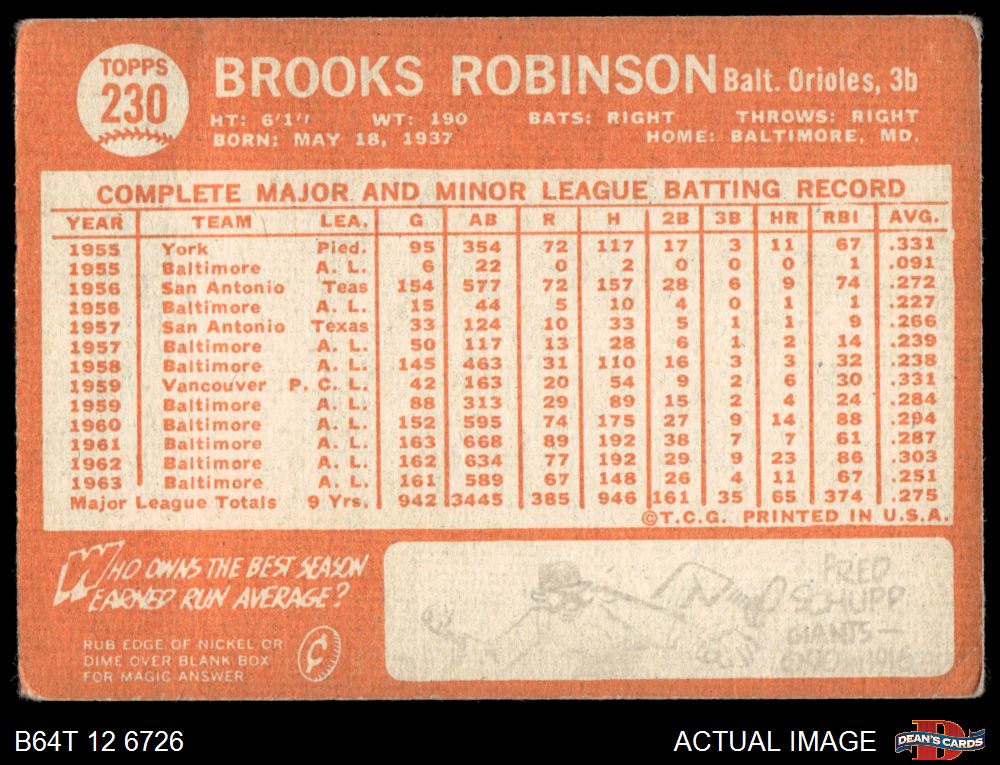 TOPPS
230
BROOKS ROBINSON Balt. Orioles, 3b
HT: 6'1" WT: 190 BATS: RIGHT THROWS: RIGHT
BORN: MAY 18, 1937 HOME: BALTIMORE, MD.
COMPLETE MAJOR AND MINOR LEAGUE BATTING RECORD
YEAR TEAM LEA. G AB R H 2B 3B HR RBI AVG.
1955 York Pied. 95 354 72 117 17 3 11 67 .331
1955 Baltimore A. L. 6 22 0 2 0 0 0 1 .091
1956 San Antonio Teas 154 577 72 157 28 6 9 74 .272
1956 Baltimore A. L. 15 44 5 10 4 0 1 1 .227
1957 San Antonio Texas 33 124 10 33 5 1 1 9 .266
1957 Baltimore A. L. 50 117 13 28 6 1 2 14 .239
1958 Baltimore A. L. 145 463 31 110 16 3 3 32 .238
1959 Vancouver P. C. L. 42 163 20 54 9 2 6 30 .331
1959 Baltimore A. L. 88 313 29 89 15 2 4 24 .284
1960 Baltimore A. L. 152 595 74 175 27 9 14 88 .294
1961 Baltimore A. L. 163 668 89 192 38 7 7 61 .287
1962 Baltimore A. L. 162 634 77 192 29 9 23 86 .303
1963 Baltimore A. L. 161 589 67 148 26 4 11 67 .251
Major League Totals 9 Yrs. 942 3445 385 946 161 35 65 374 .275
©T.C.G. PRINTED IN U.S.A.
WHO OWNS THE BEST SEASON
EARNED RUN AVERAGE?
RUB EDGE OF NICKEL OR
DIME OVER BLANK BOX
FOR MAGIC ANSWER
FRED
SCHUPP
GIANTS—
1916
B64T 12 6726
ACTUAL IMAGE
DEAN'S CARDS